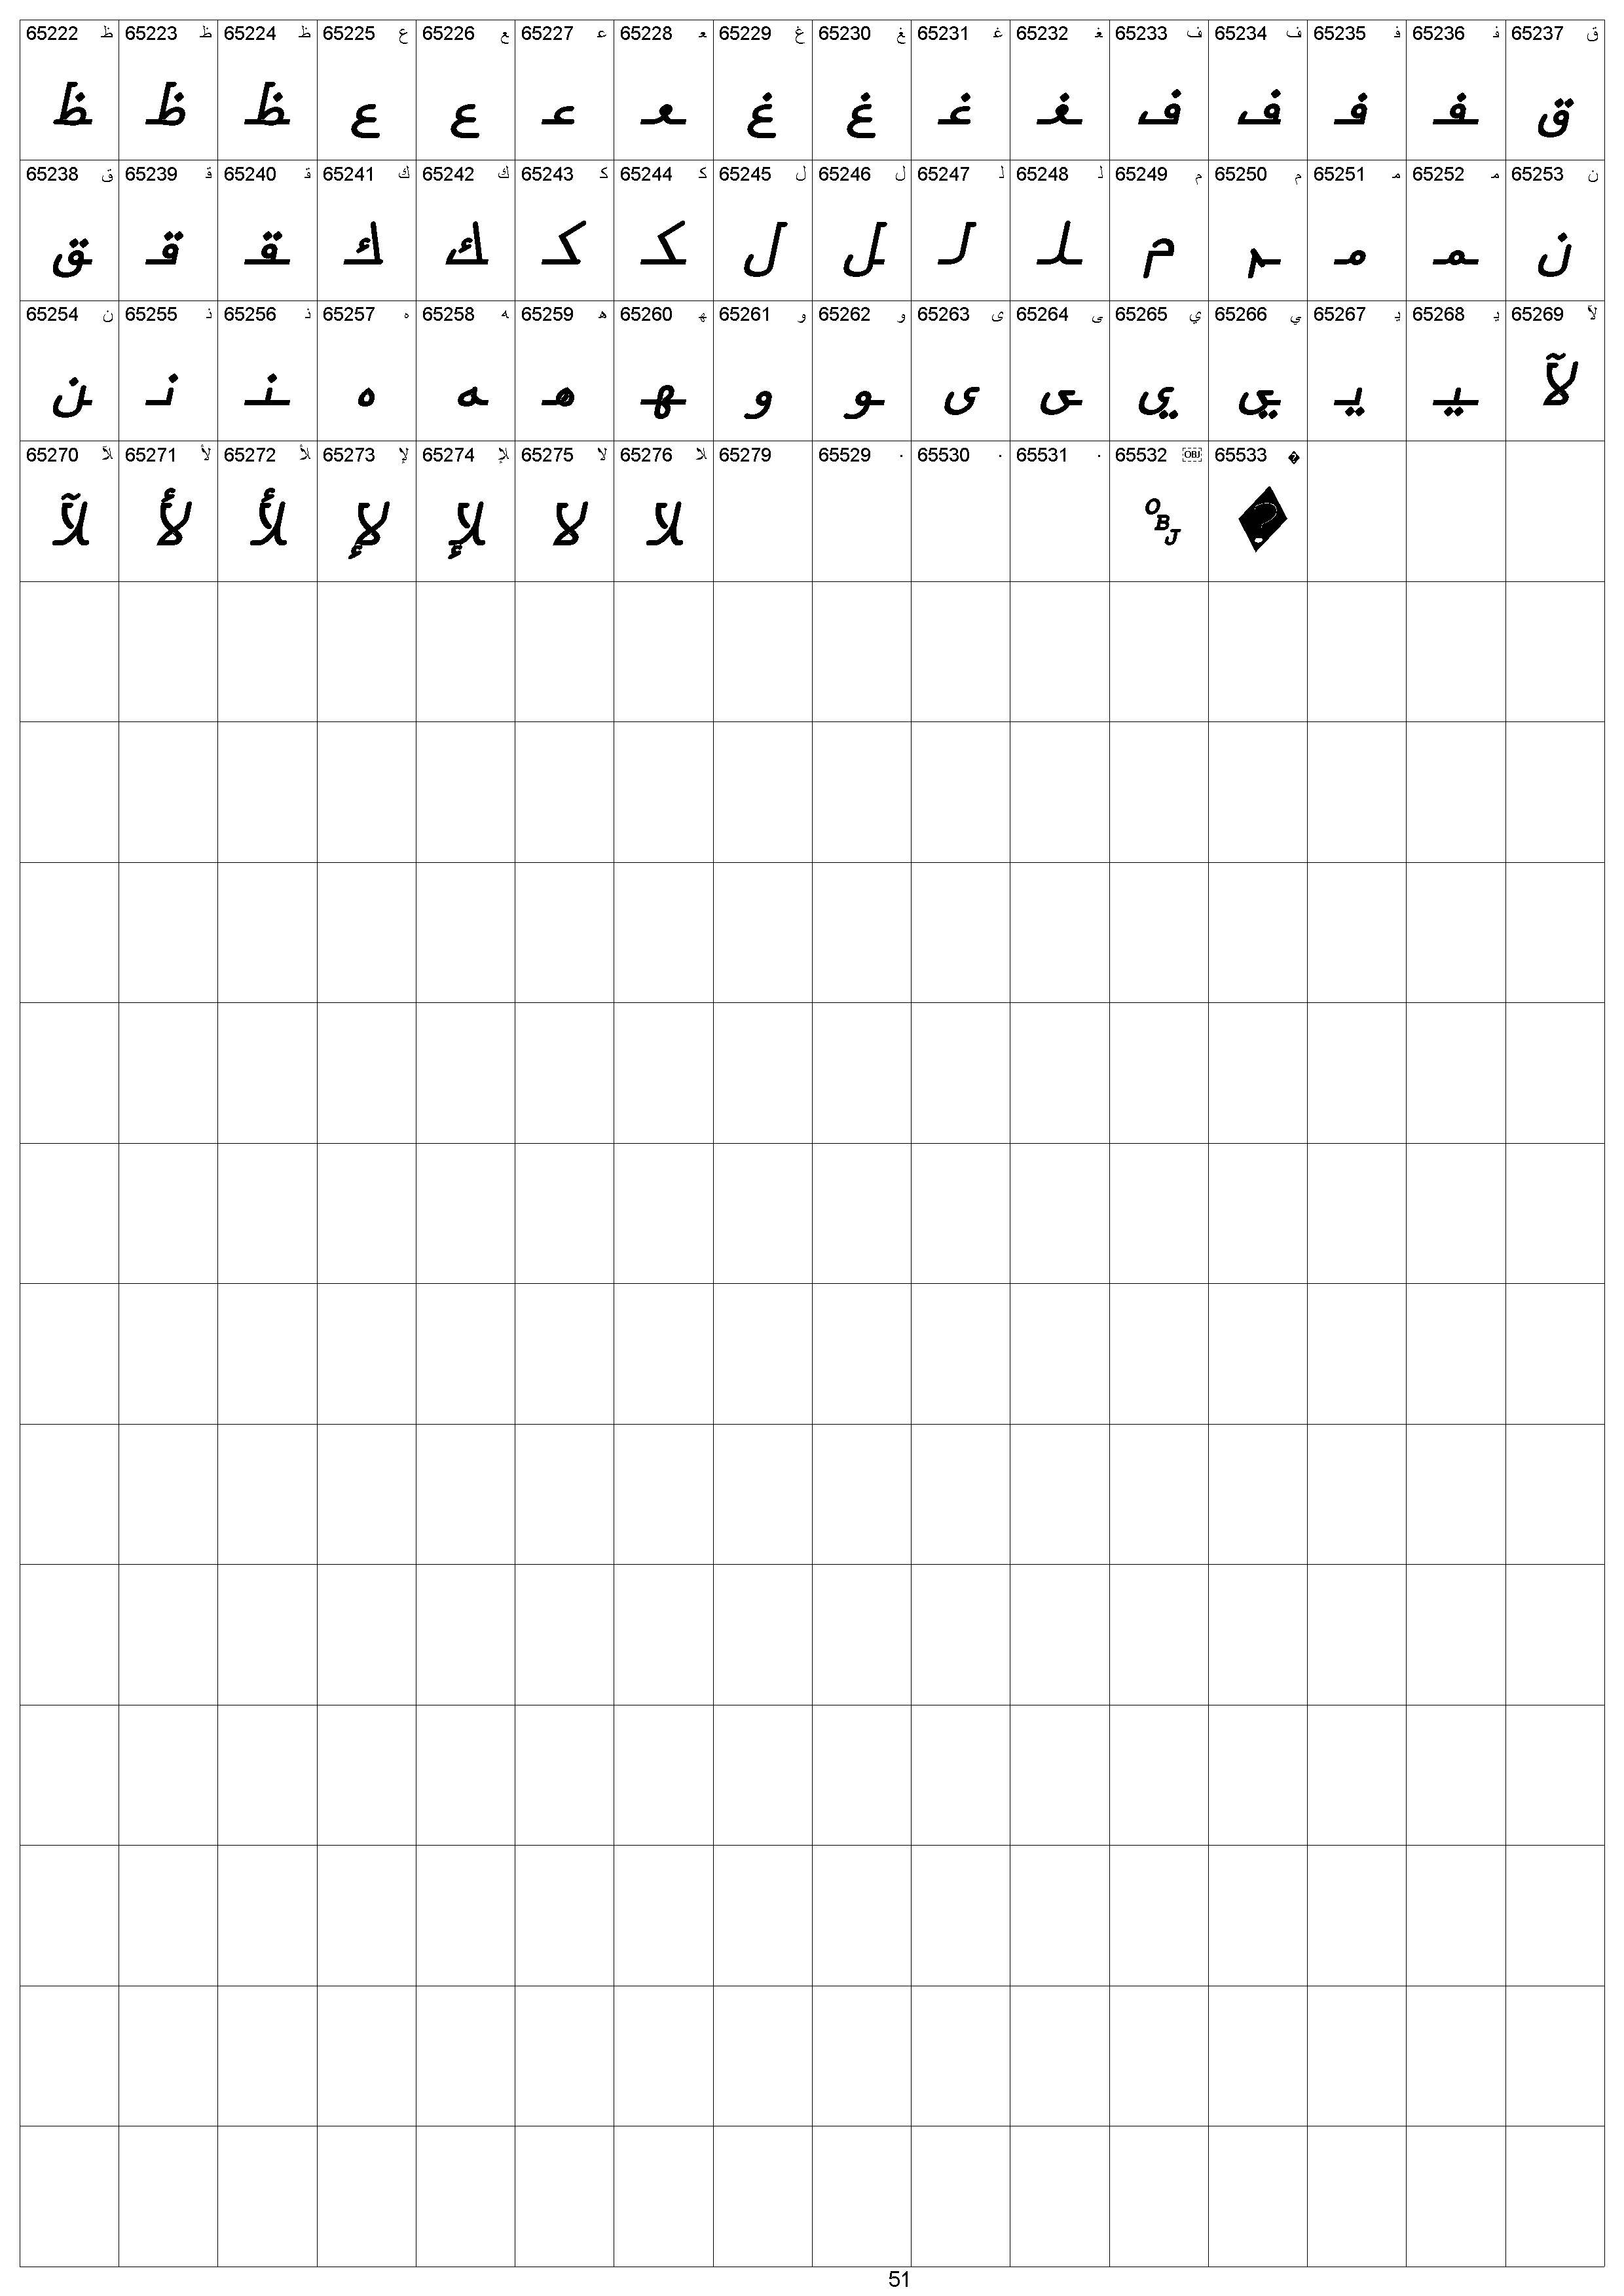 65222 ﻆ 65223 ﻇ 65224 ﻈ 65225 ﻉ 65226 ﻊ 65227 ﻋ 65228 ﻌ 65229 ﻍ 65230 ﻎ 65231 ﻏ 65232 ﻐ 65233 ﻑ 65234 ﻒ 65235 ﻓ 65236 ﻔ 65237 ﻕ
ﻆ ﻇ ﻈ ﻉ ﻊ ﻋ ﻌ ﻍ ﻎ ﻏ ﻐ ﻑ ﻒ ﻓ ﻔ ﻕ
65238 ﻖ 65239 ﻗ 65240 ﻘ 65241 ﻙ 65242 ﻚ 65243 ﻛ 65244 ﻜ 65245 ﻝ 65246 ﻞ 65247 ﻟ 65248 ﻠ 65249 ﻡ 65250 ﻢ 65251 ﻣ 65252 ﻤ 65253 ﻥ
ﻖ ﻗ ﻘ ﻙ ﻚ ﻛ ﻜ ﻝ ﻞ ﻟ ﻠ ﻡ ﻢ ﻣ ﻤ ﻥ
65254 ﻦ 65255 ﻧ 65256 ﻨ 65257 ﻩ 65258 ﻪ 65259 ﻫ 65260 ﻬ 65261 ﻭ 65262 ﻮ 65263 ﻯ 65264 ﻰ 65265 ﻱ 65266 ﻲ 65267 ﻳ 65268 ﻴ 65269 ﻵ
ﻦ ﻧ ﻨ ﻩ ﻪ ﻫ ﻬ ﻭ ﻮ ﻯ ﻰ ﻱ ﻲ ﻳ ﻴ ﻵ
65270 ﻶ 65271 ﻷ 65272 ﻸ 65273 ﻹ 65274 ﻺ 65275 ﻻ 65276 ﻼ 65279 65529 · 65530 · 65531 · 65532 OBJ 65533 �
ﻶ ﻷ ﻸ ﻹ ﻺ ﻻ ﻼ OBJ �
51